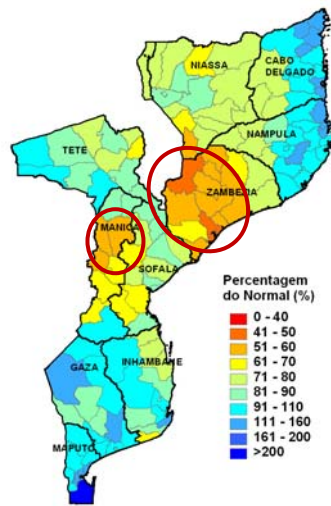 NIASSA
CABO
DELGADO
NAMPULA
TETE
ZAMBEZIA
MANICA
SOFALA
Percentagem
do Normal (%)
0 - 40
41 - 50
51 - 60
61 - 70
71 - 80
81 - 90
91 - 110
111 - 160
161 - 200
>200
GAZA
INHAMBANE
MAPUTO